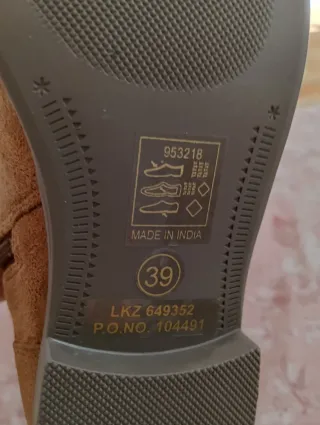 953218
MADE IN INDIA
39
LKZ 649352
P.O.NO. 104491